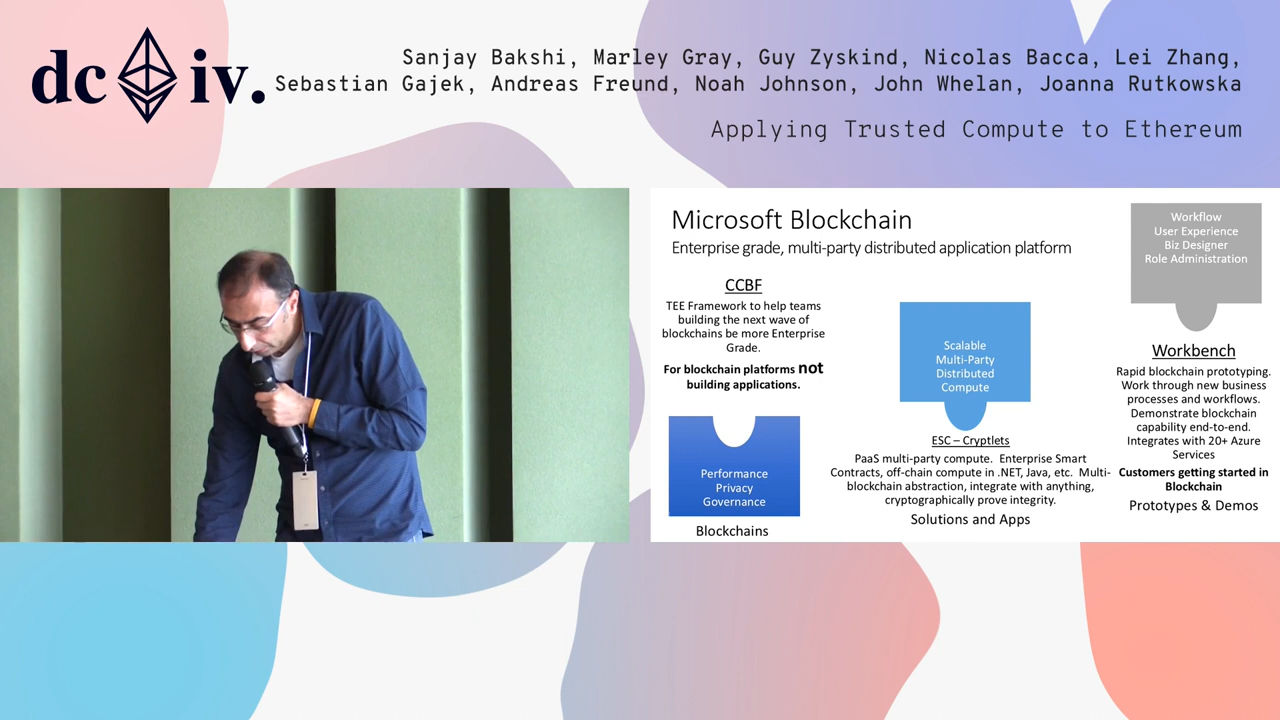 dc iv.
Sanjay Bakshi, Marley Gray, Guy Zyskind, Nicolas Bacca, Lei Zhang,
Sebastian Gajek, Andreas Freund, Noah Johnson, John Whelan, Joanna Rutkowska
Applying Trusted Compute to Ethereum
Microsoft Blockchain
Enterprise grade, multi-party distributed application platform
CCBF
TEE Framework to help teams
building the next wave of
blockchains be more Enterprise
Grade.
For blockchain platforms not
building applications.
Performance
Privacy
Governance
Blockchains
Scalable
Multi-Party
Distributed
Compute
ESC – Cryptlets
PaaS multi-party compute. Enterprise Smart
Contracts, off-chain compute in .NET, Java, etc. Multi-
blockchain abstraction, integrate with anything,
cryptographically prove integrity.
Solutions and Apps
Workflow
User Experience
Biz Designer
Role Administration
Workbench
Rapid blockchain prototyping.
Work through new business
processes and workflows.
Demonstrate blockchain
capability end-to-end.
Integrates with 20+ Azure
Services
Customers getting started in
Blockchain
Prototypes & Demos